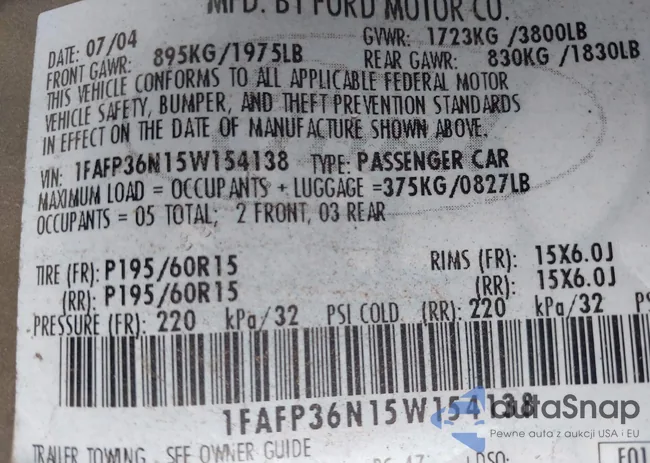 MFD. BY FORD MOTOR CO.
DATE: 07/04 GVWR: 1723KG /3800LB
FRONT GAWR: 895KG/1975LB REAR GAWR: 830KG/1830LB
THIS VEHICLE CONFORMS TO ALL APPLICABLE FEDERAL MOTOR
VEHICLE SAFETY, BUMPER, AND THEFT PREVENTION STANDARDS
IN EFFECT ON THE DATE OF MANUFACTURE SHOWN ABOVE.
VIN: 1FAFP36N15W154138 TYPE: PASSENGER CAR
MAXIMUM LOAD = OCCUPANTS + LUGGAGE =375KG/0827LB
OCCUPANTS = 05 TOTAL; 2 FRONT, 03 REAR
TIRE (FR): P195/60R15 RIMS (FR): 15X6.0J
(RR): P195/60R15 (RR): 15X6.0J
PRESSURE (FR): 220 kPa/32 PSI COLD (RR): 220 kPa/32 PS
1FAFP36N15W154138
autoSnap
Pewne auta z aukcji USA i EU
TRAILER TOWING SEE OWNER GUIDE